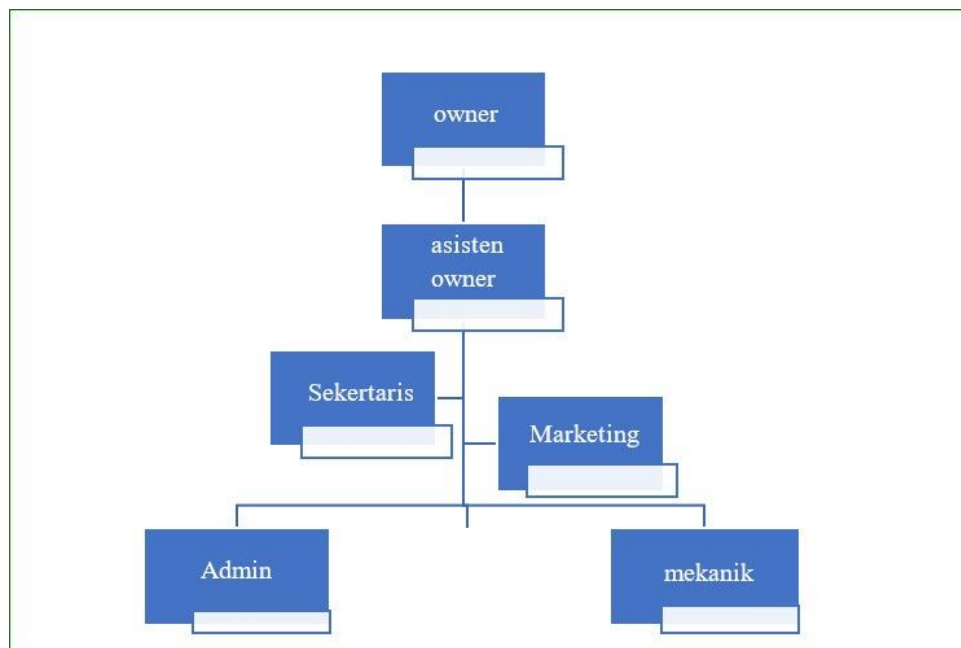 owner
asisten
owner
Sekertaris
Marketing
Admin
mekanik